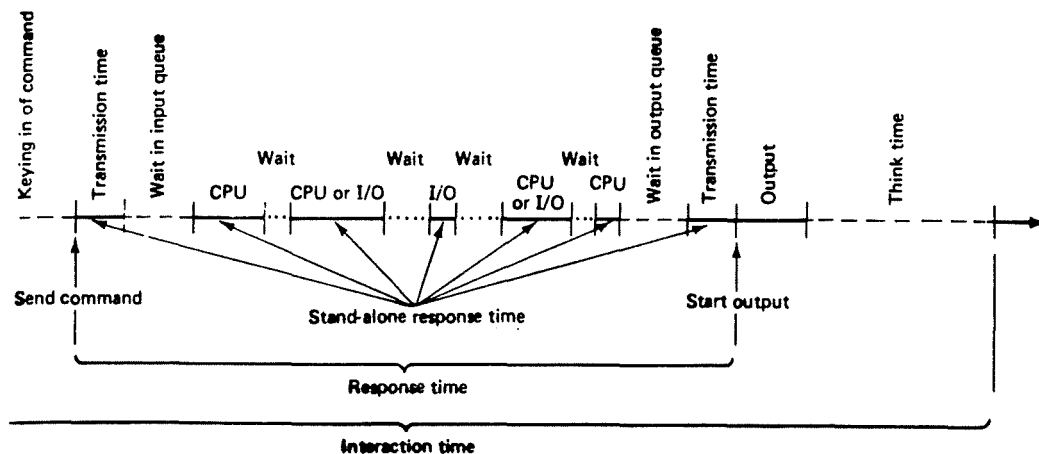 Keying in of command
Transmission time
Wait in input queue
Wait
Wait
Wait
Wait
Wait in output queue
Transmission time
Output
Think time
CPU
CPU or I/O
I/O
CPU
or I/O
CPU
Send command
Stand-alone response time
Start output
Response time
Interaction time